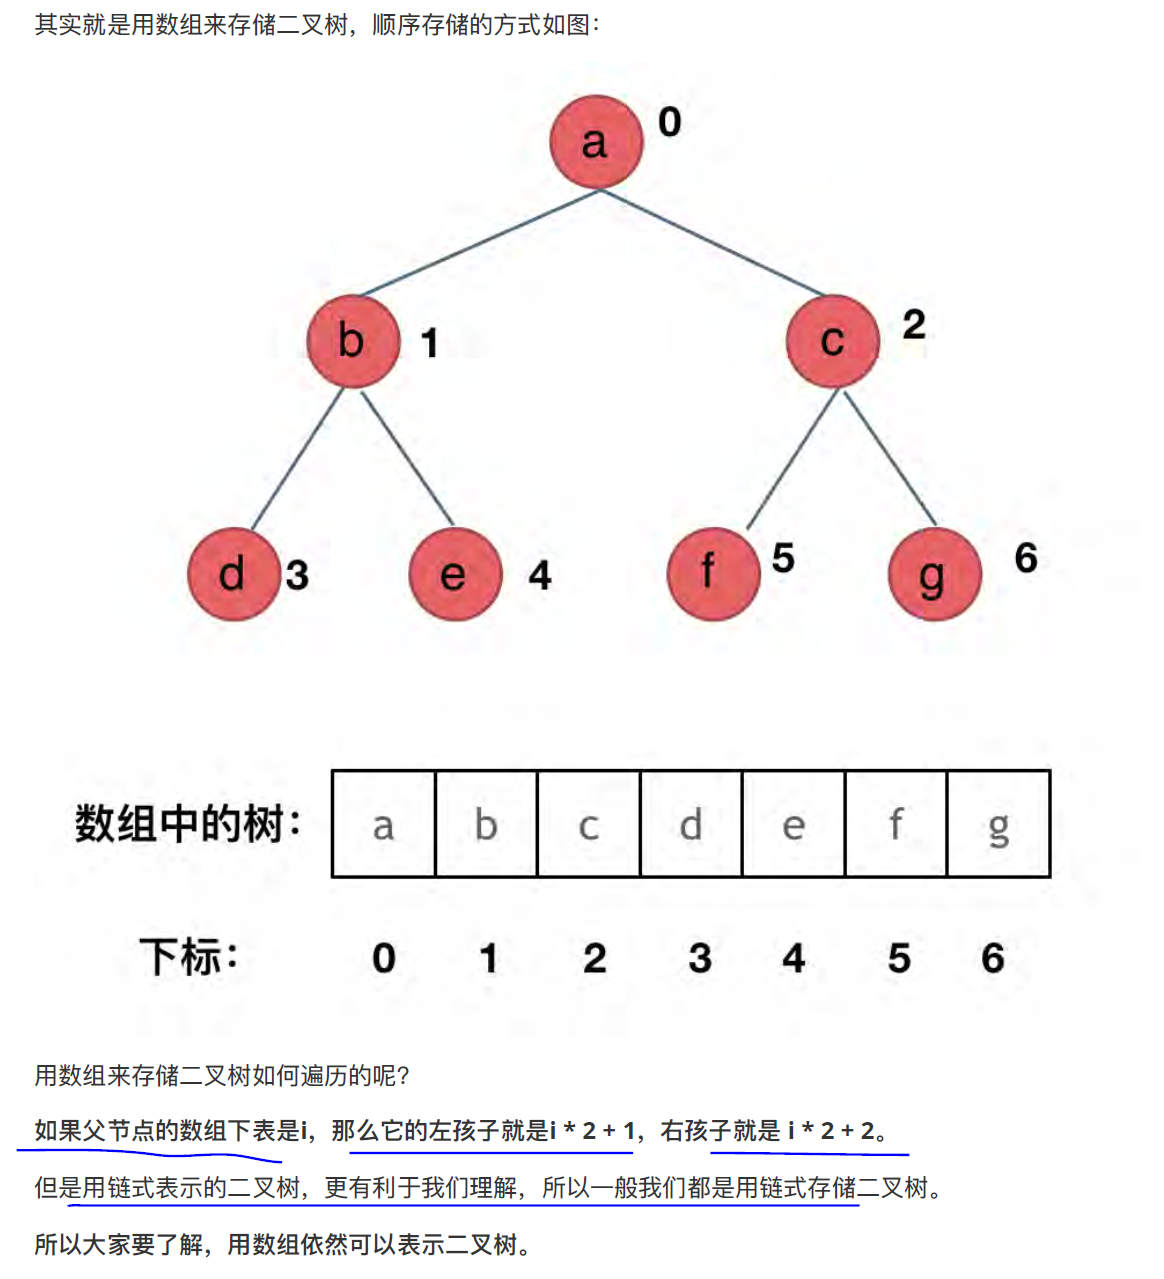 其实就是用数组来存储二叉树，顺序存储的方式如图：
a 0
b 1 c 2
d 3 e 4 f 5 g 6
数组中的树： a b c d e f g
下标： 0 1 2 3 4 5 6
用数组来存储二叉树如何遍历的呢？
如果父节点的数组下表是i，那么它的左孩子就是i * 2 + 1，右孩子就是 i * 2 + 2。
但是用链式表示的二叉树，更有利于我们理解，所以一般我们都是用链式存储二叉树。
所以大家要了解，用数组依然可以表示二叉树。